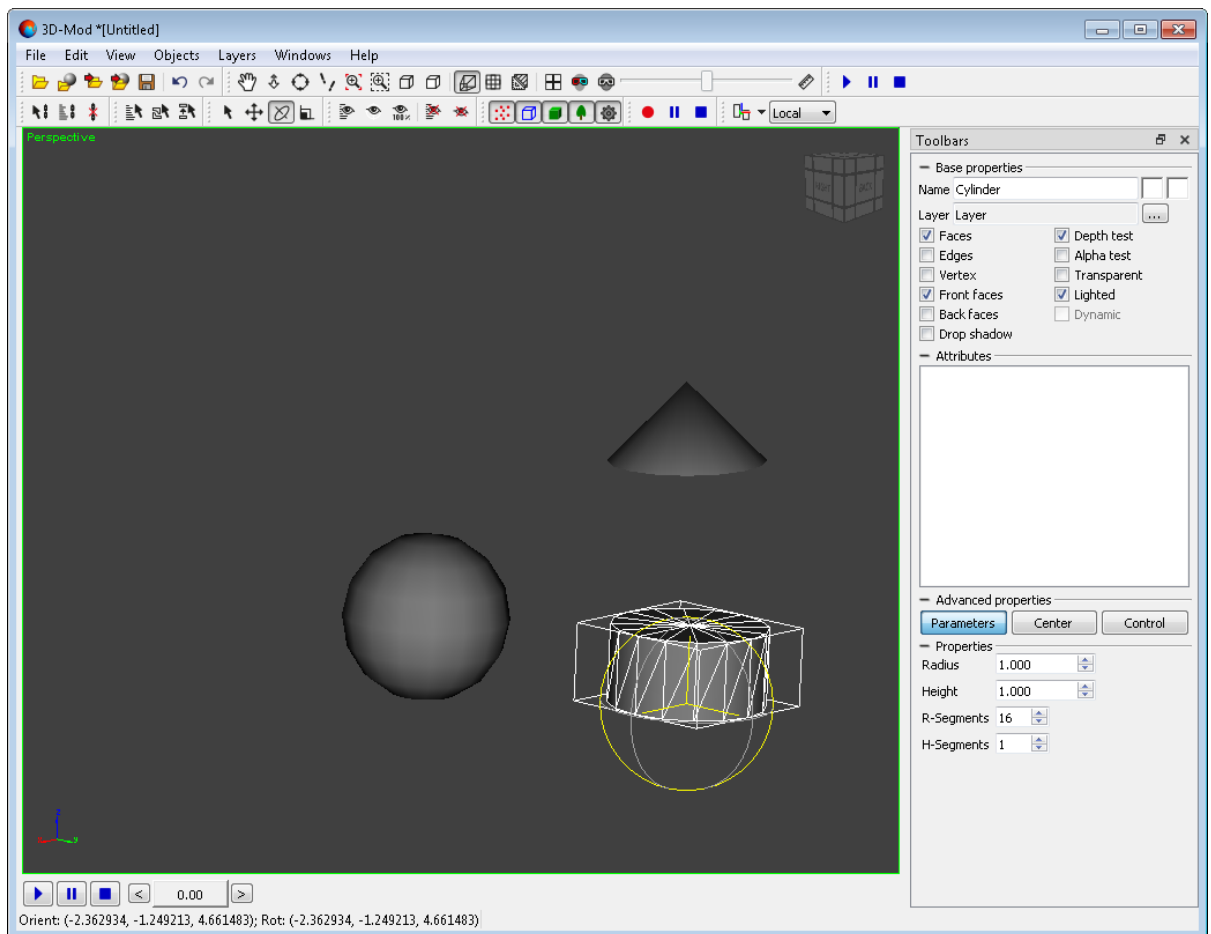 3D-Mod *[Untitled]
File Edit View Objects Layers Windows Help
100%
Local
Perspective
Toolbars
Base properties
Name Cylinder
Layer Layer ...
Faces Depth test
Edges Alpha test
Vertex Transparent
Front faces Lighted
Back faces Dynamic
Drop shadow
Attributes
Advanced properties
Parameters Center Control
Properties
Radius 1.000
Height 1.000
R-Segments 16
H-Segments 1
z
y
< 0.00 >
Orient: (-2.362934, -1.249213, 4.661483); Rot: (-2.362934, -1.249213, 4.661483)